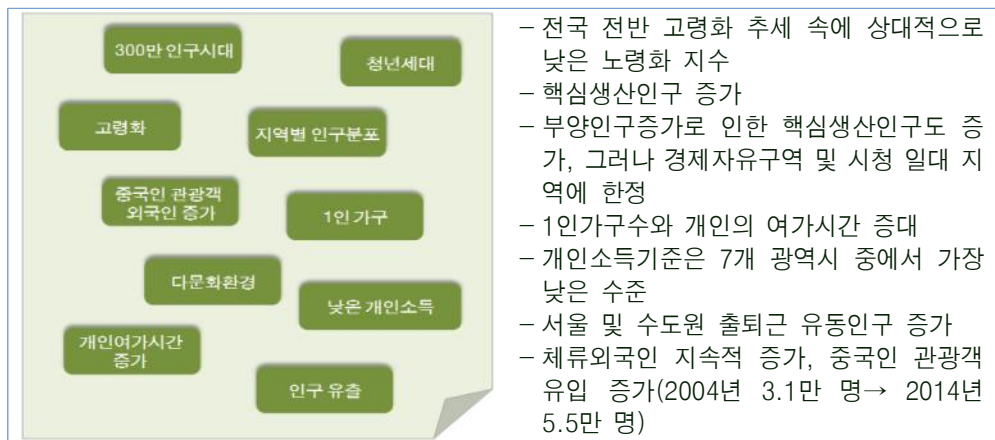 300만 인구시대
청년세대
고령화
지역별 인구분포
중국인 관광객
외국인 증가
1인 가구
다문화환경
낮은 개인소득
개인여가시간
증가
인구 유출
– 전국 전반 고령화 추세 속에 상대적으로
낮은 노령화 지수
– 핵심생산인구 증가
– 부양인구증가로 인한 핵심생산인구도 증
가, 그러나 경제자유구역 및 시청 일대 지
역에 한정
– 1인가구수와 개인의 여가시간 증대
– 개인소득기준은 7개 광역시 중에서 가장
낮은 수준
– 서울 및 수도원 출퇴근 유동인구 증가
– 체류외국인 지속적 증가, 중국인 관광객
유입 증가(2004년 3.1만 명→ 2014년
5.5만 명)